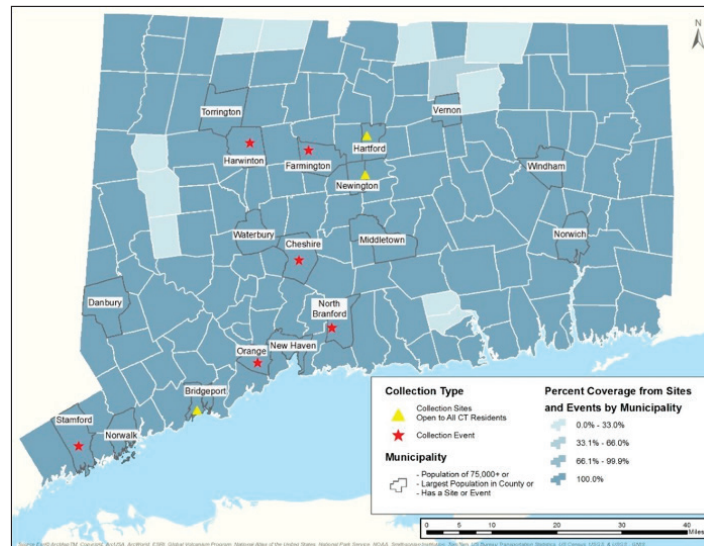 N
Torrington
Vernon
Hartford
Harwinton
Farmington
Windham
Newington
Waterbury
Cheshire
Middletown
Norwich
Danbury
North
Branford
New Haven
Orange
Bridgeport
Stamford
Norwalk
Collection Type
Collection Sites
Open to All CT Residents
Collection Event
Municipality
- Population of 75,000+ or
- Largest Population in County or
- Has a Site or Event
Percent Coverage from Sites
and Events by Municipality
0.0% - 33.0%
33.1% - 66.0%
66.1% - 99.9%
100.0%
0 5 10 20 30 40
Miles